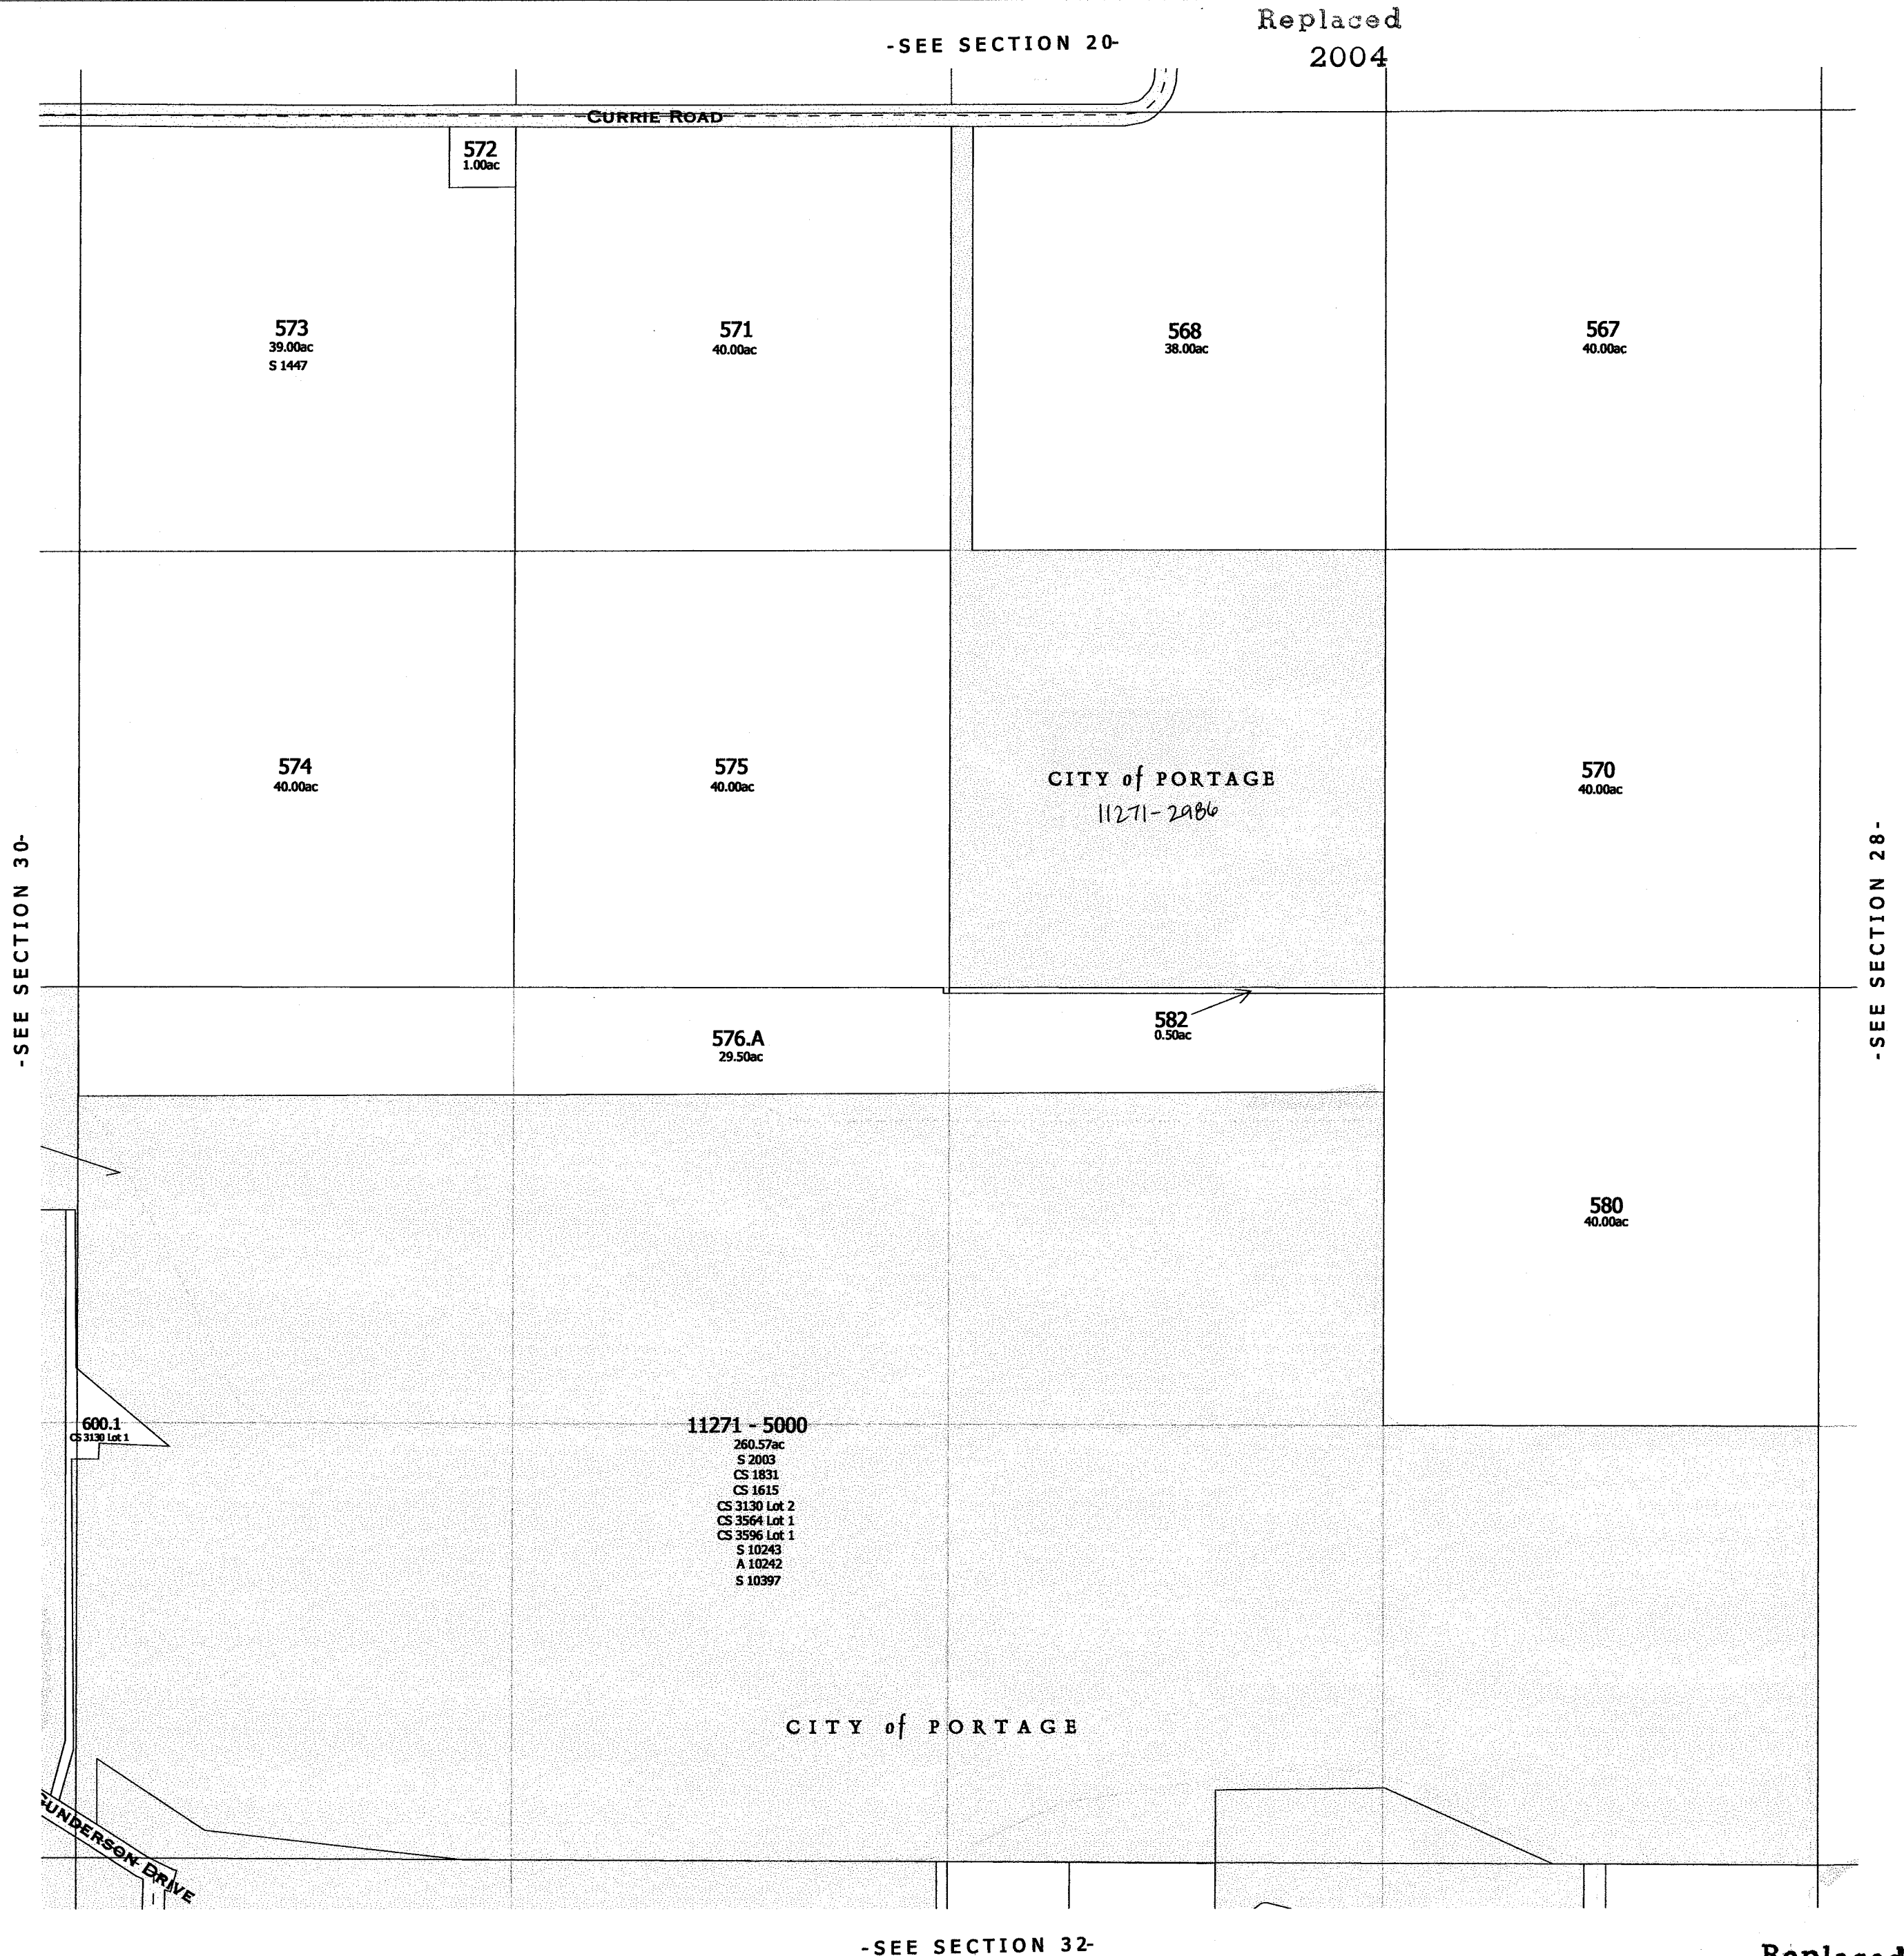 Replaced
2004
-SEE SECTION 20-
CURRIE ROAD
572
1.00ac
573
39.00ac
S 1447
571
40.00ac
568
38.00ac
567
40.00ac
574
40.00ac
575
40.00ac
CITY of PORTAGE
11271-2986
570
40.00ac
-SEE SECTION 30-
-SEE SECTION 28-
576.A
29.50ac
582
0.50ac
580
40.00ac
600.1
CS 3130 Lot 1
11271 - 5000
260.57ac
S 2003
CS 1831
CS 1615
CS 3130 Lot 2
CS 3564 Lot 1
CS 3596 Lot 1
S 10243
A 10242
S 10397
CITY of PORTAGE
GUNDERSON DRIVE
-SEE SECTION 32-
Replaced